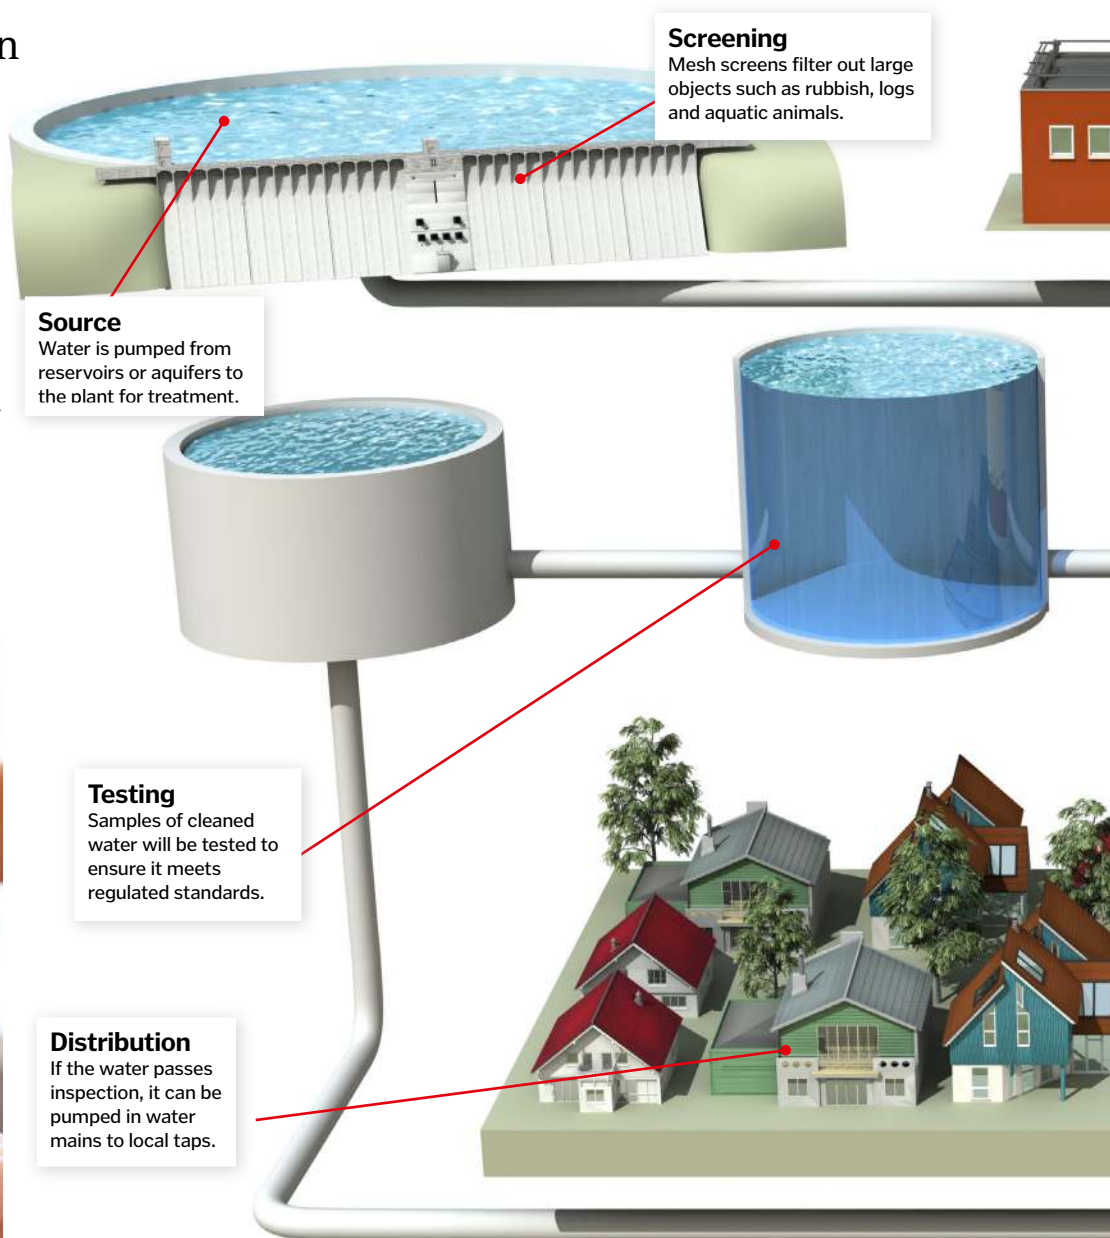 n
Screening
Mesh screens filter out large
objects such as rubbish, logs
and aquatic animals.
Source
Water is pumped from
reservoirs or aquifers to
the plant for treatment.
Testing
Samples of cleaned
water will be tested to
ensure it meets
regulated standards.
Distribution
If the water passes
inspection, it can be
pumped in water
mains to local taps.